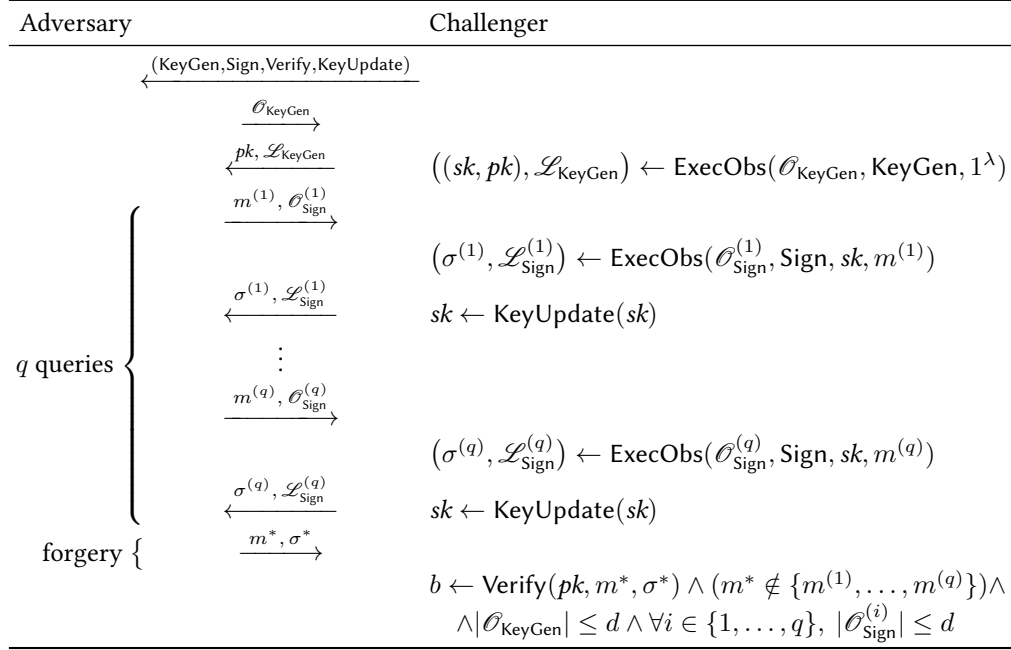 Adversary Challenger
(KeyGen,Sign,Verify,KeyUpdate)
𝒪_KeyGen
pk, ℒ_KeyGen ((sk, pk), ℒ_KeyGen) ← ExecObs(𝒪_KeyGen, KeyGen, 1^λ)
m^(1), 𝒪_Sign^(1)
(σ^(1), ℒ_Sign^(1)) ← ExecObs(𝒪_Sign^(1), Sign, sk, m^(1))
σ^(1), ℒ_Sign^(1) sk ← KeyUpdate(sk)
q queries { ⋮
m^(q), 𝒪_Sign^(q)
(σ^(q), ℒ_Sign^(q)) ← ExecObs(𝒪_Sign^(q), Sign, sk, m^(q))
σ^(q), ℒ_Sign^(q) sk ← KeyUpdate(sk)
forgery { m*, σ*
b ← Verify(pk, m*, σ*) ∧ (m* ∉ {m^(1), . . . , m^(q)})∧
∧|𝒪_KeyGen| ≤ d ∧ ∀i ∈ {1, . . . , q}, |𝒪_Sign^(i)| ≤ d